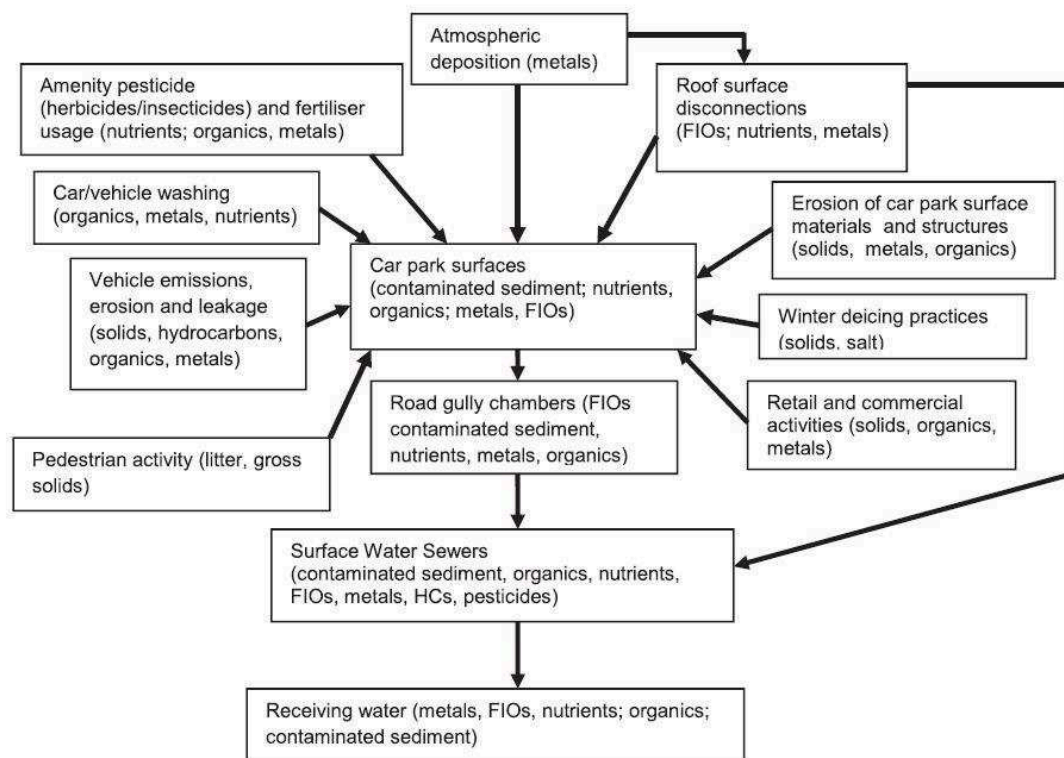 Atmospheric
deposition (metals)
Amenity pesticide
(herbicides/insecticides) and fertiliser
usage (nutrients; organics, metals)
Roof surface
disconnections
(FIOs; nutrients, metals)
Car/vehicle washing
(organics, metals, nutrients)
Erosion of car park surface
materials and structures
(solids, metals, organics)
Car park surfaces
(contaminated sediment; nutrients,
organics; metals, FIOs)
Vehicle emissions,
erosion and leakage
(solids, hydrocarbons,
organics, metals)
Winter deicing practices
(solids, salt)
Road gully chambers (FIOs
contaminated sediment,
nutrients, metals, organics)
Retail and commercial
activities (solids, organics,
metals)
Pedestrian activity (litter, gross
solids)
Surface Water Sewers
(contaminated sediment, organics, nutrients,
FIOs, metals, HCs, pesticides)
Receiving water (metals, FIOs, nutrients; organics;
contaminated sediment)